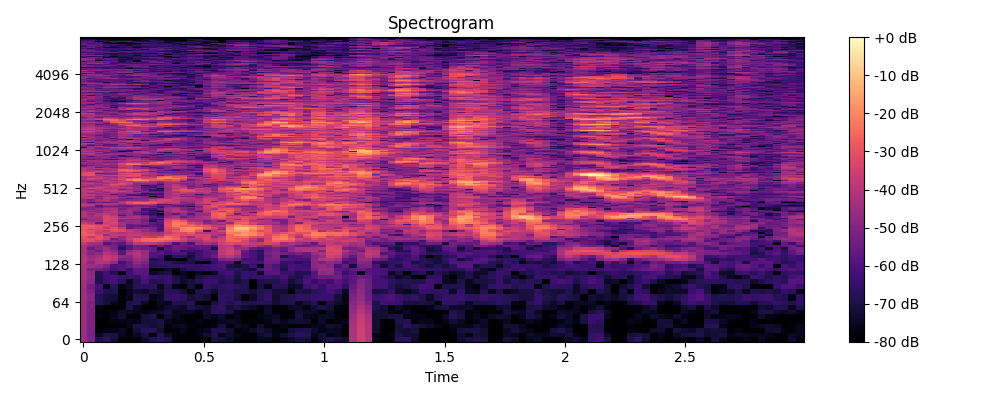 Spectrogram
+0 dB
4096
-10 dB
2048
-20 dB
1024
-30 dB
Hz
512
-40 dB
256
-50 dB
128
-60 dB
64
-70 dB
0
-80 dB
0 0.5 1 1.5 2 2.5
Time